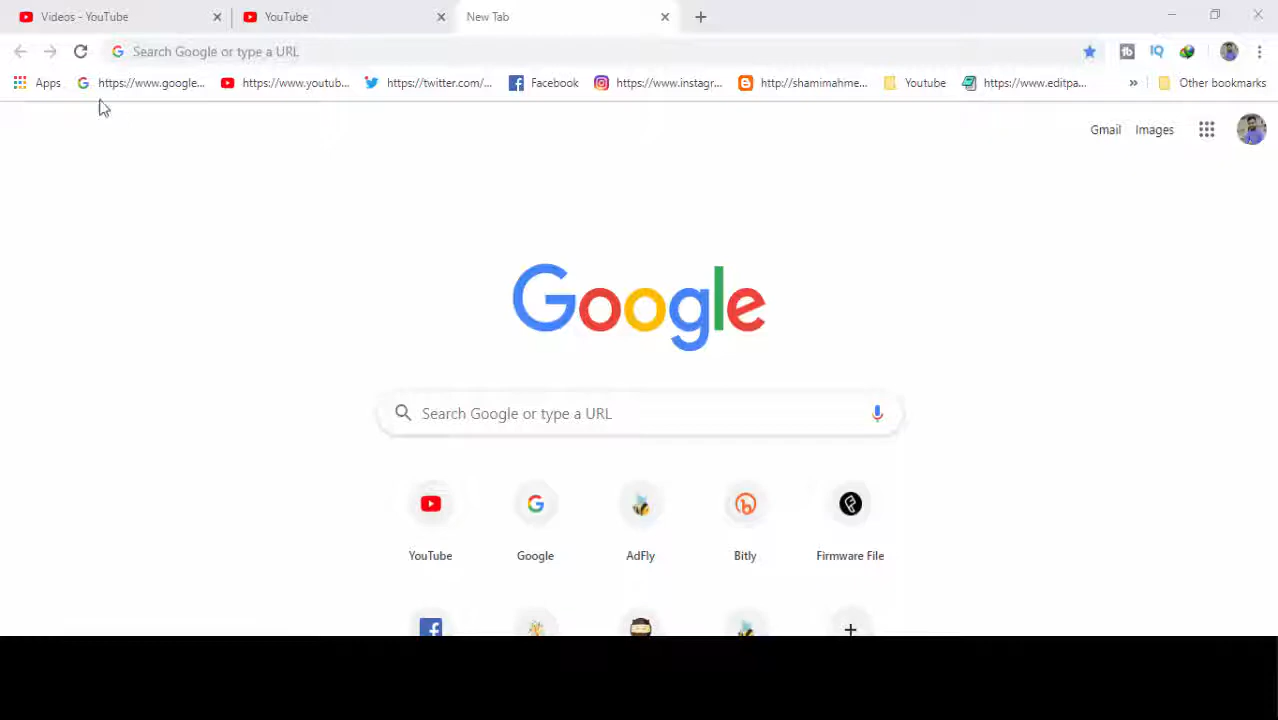 Videos - YouTube YouTube New Tab
Search Google or type a URL
Apps https://www.google... https://www.youtub... https://twitter.com/... Facebook https://www.instagr... http://shamimahme... Youtube https://www.editpa... » Other bookmarks
Gmail Images
Google
Search Google or type a URL
YouTube Google AdFly Bitly Firmware File